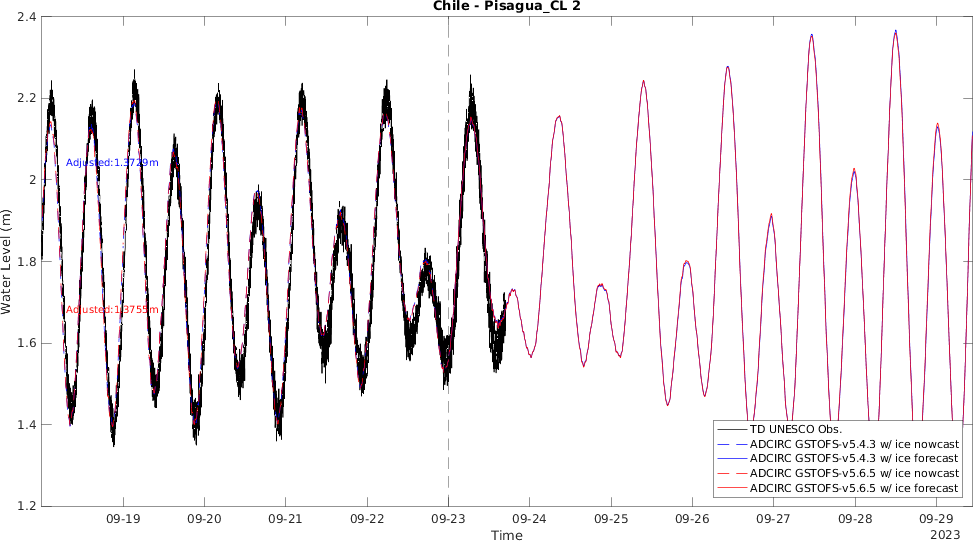 Chile - Pisagua_CL 2
2.4
2.2
2
1.8
1.6
1.4
1.2
Water Level (m)
Adjusted:1.3729m
Adjusted:1.3755m
TD UNESCO Obs.
ADCIRC GSTOFS-v5.4.3 w/ ice nowcast
ADCIRC GSTOFS-v5.4.3 w/ ice forecast
ADCIRC GSTOFS-v5.6.5 w/ ice nowcast
ADCIRC GSTOFS-v5.6.5 w/ ice forecast
09-19 09-20 09-21 09-22 09-23 09-24 09-25 09-26 09-27 09-28 09-29
Time
2023